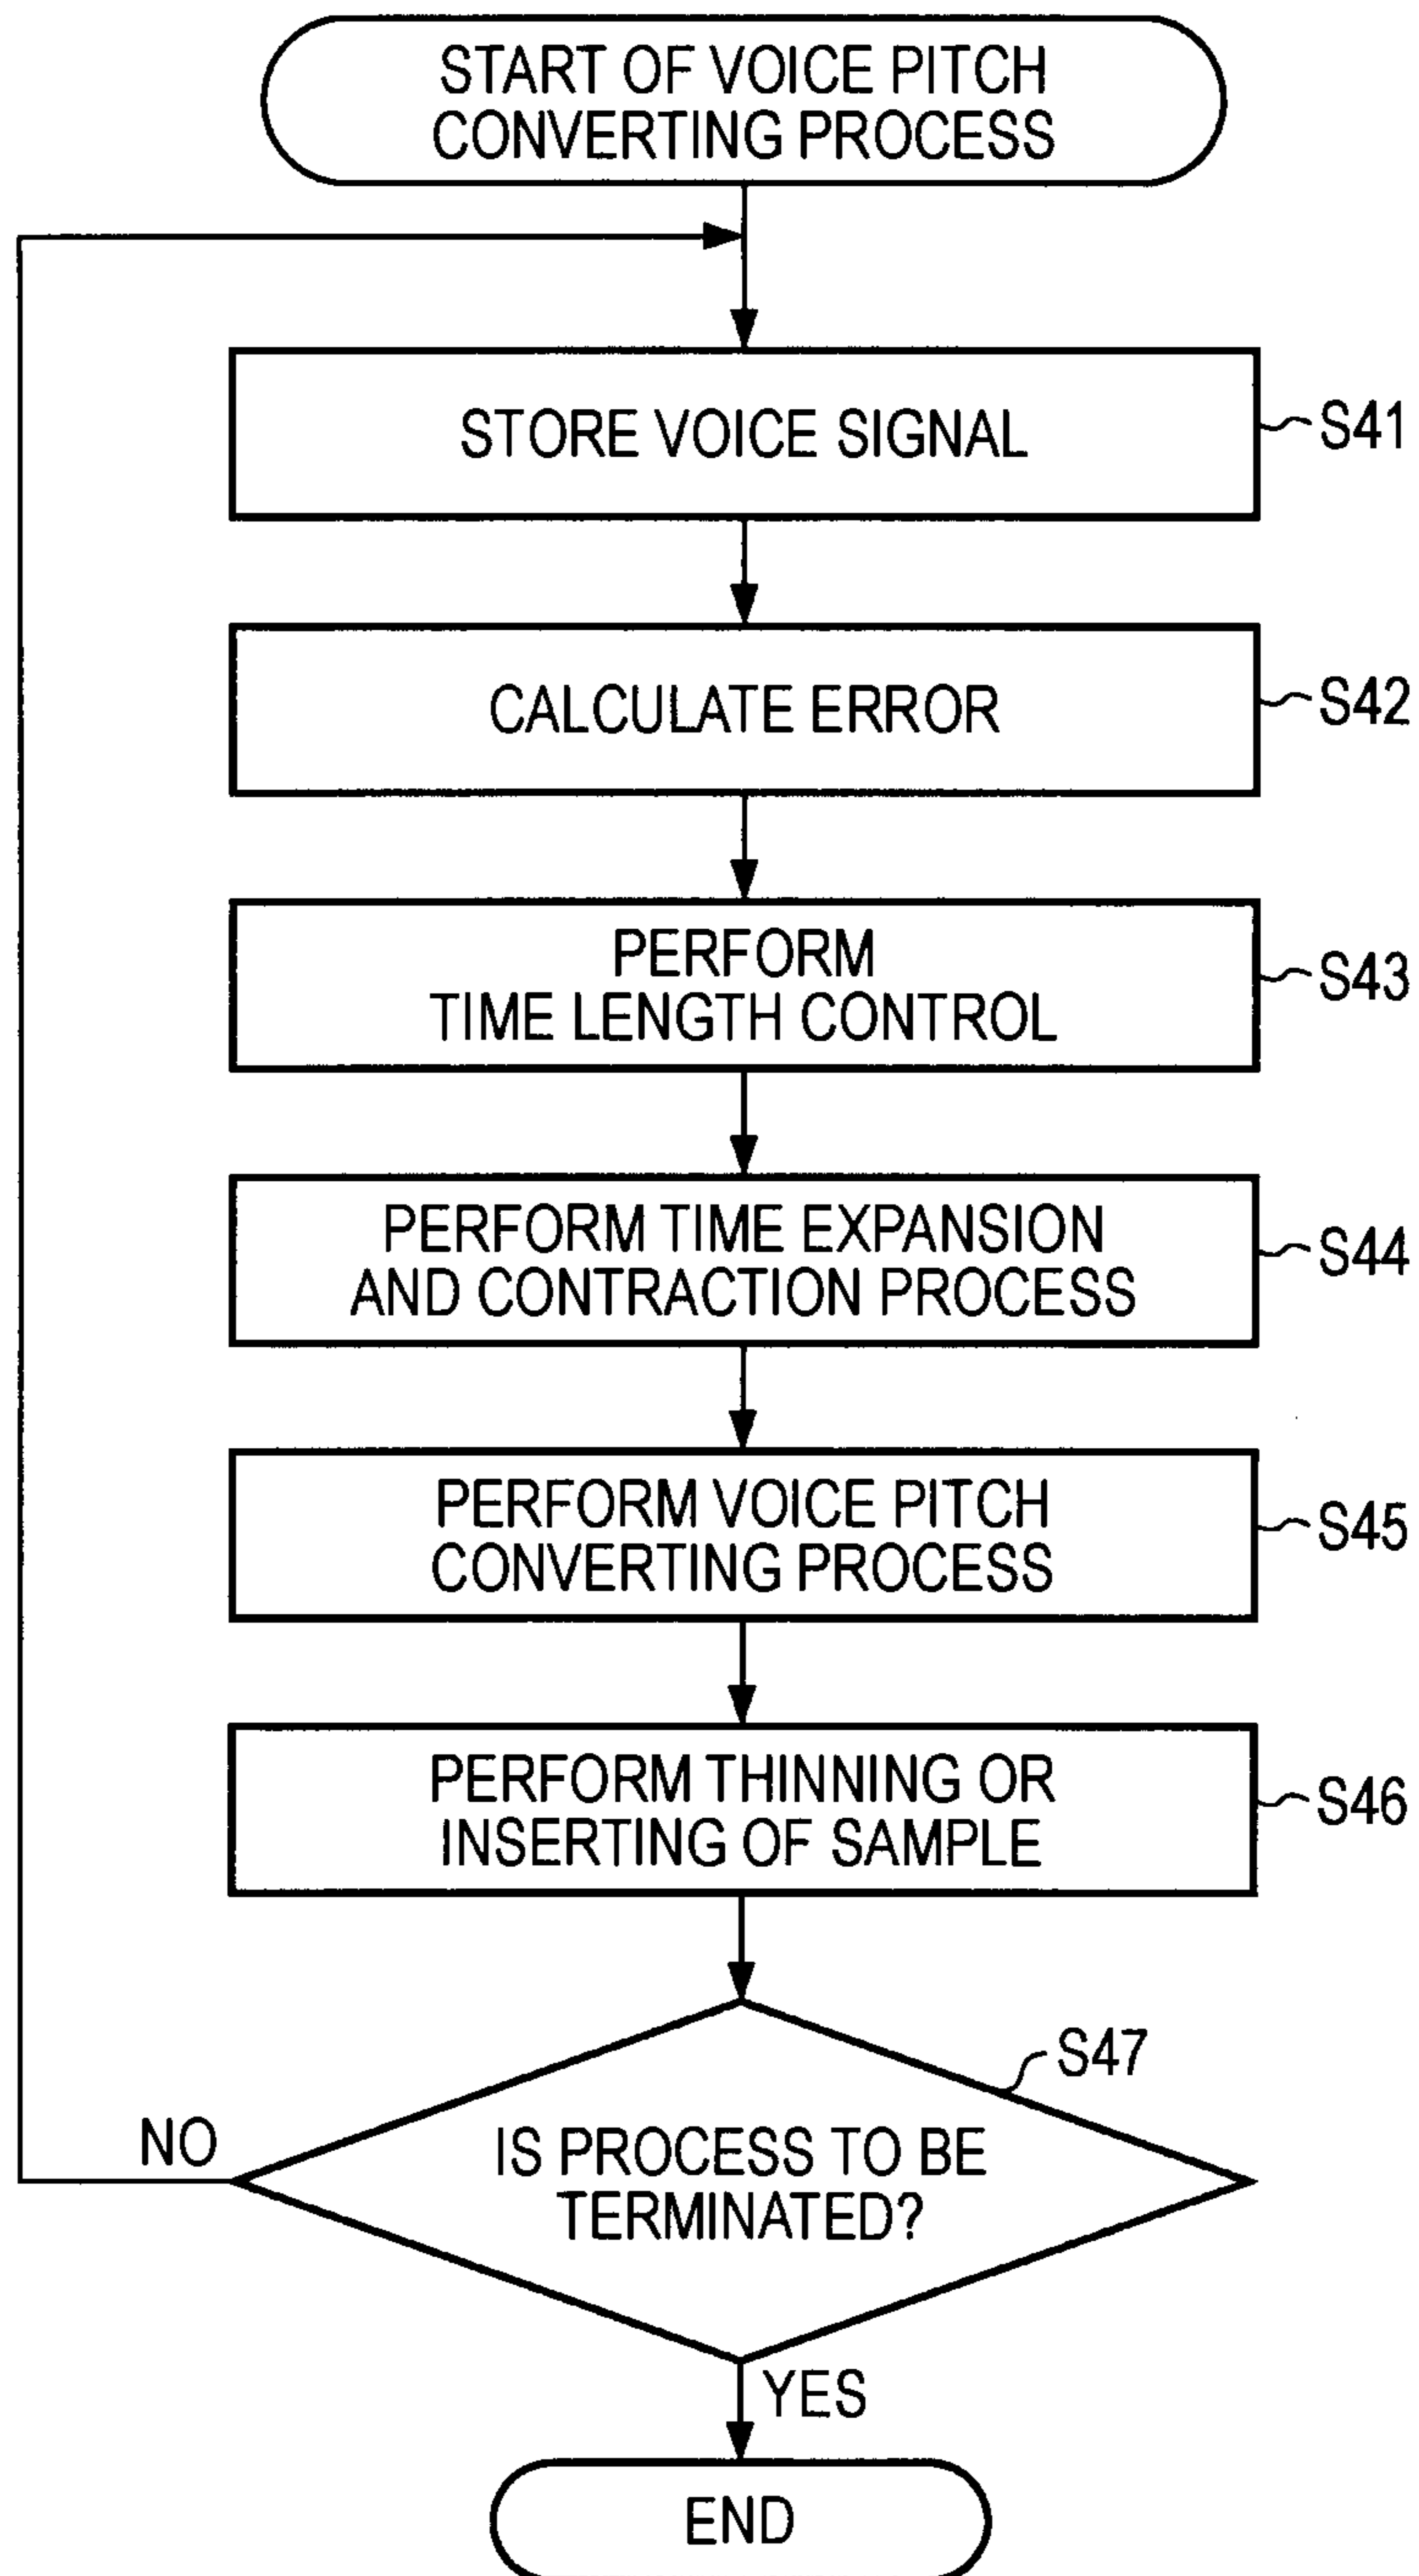 START OF VOICE PITCH
CONVERTING PROCESS
STORE VOICE SIGNAL
S41
CALCULATE ERROR
S42
PERFORM
TIME LENGTH CONTROL
S43
PERFORM TIME EXPANSION
AND CONTRACTION PROCESS
S44
PERFORM VOICE PITCH
CONVERTING PROCESS
S45
PERFORM THINNING OR
INSERTING OF SAMPLE
S46
S47
NO
IS PROCESS TO BE
TERMINATED?
YES
END